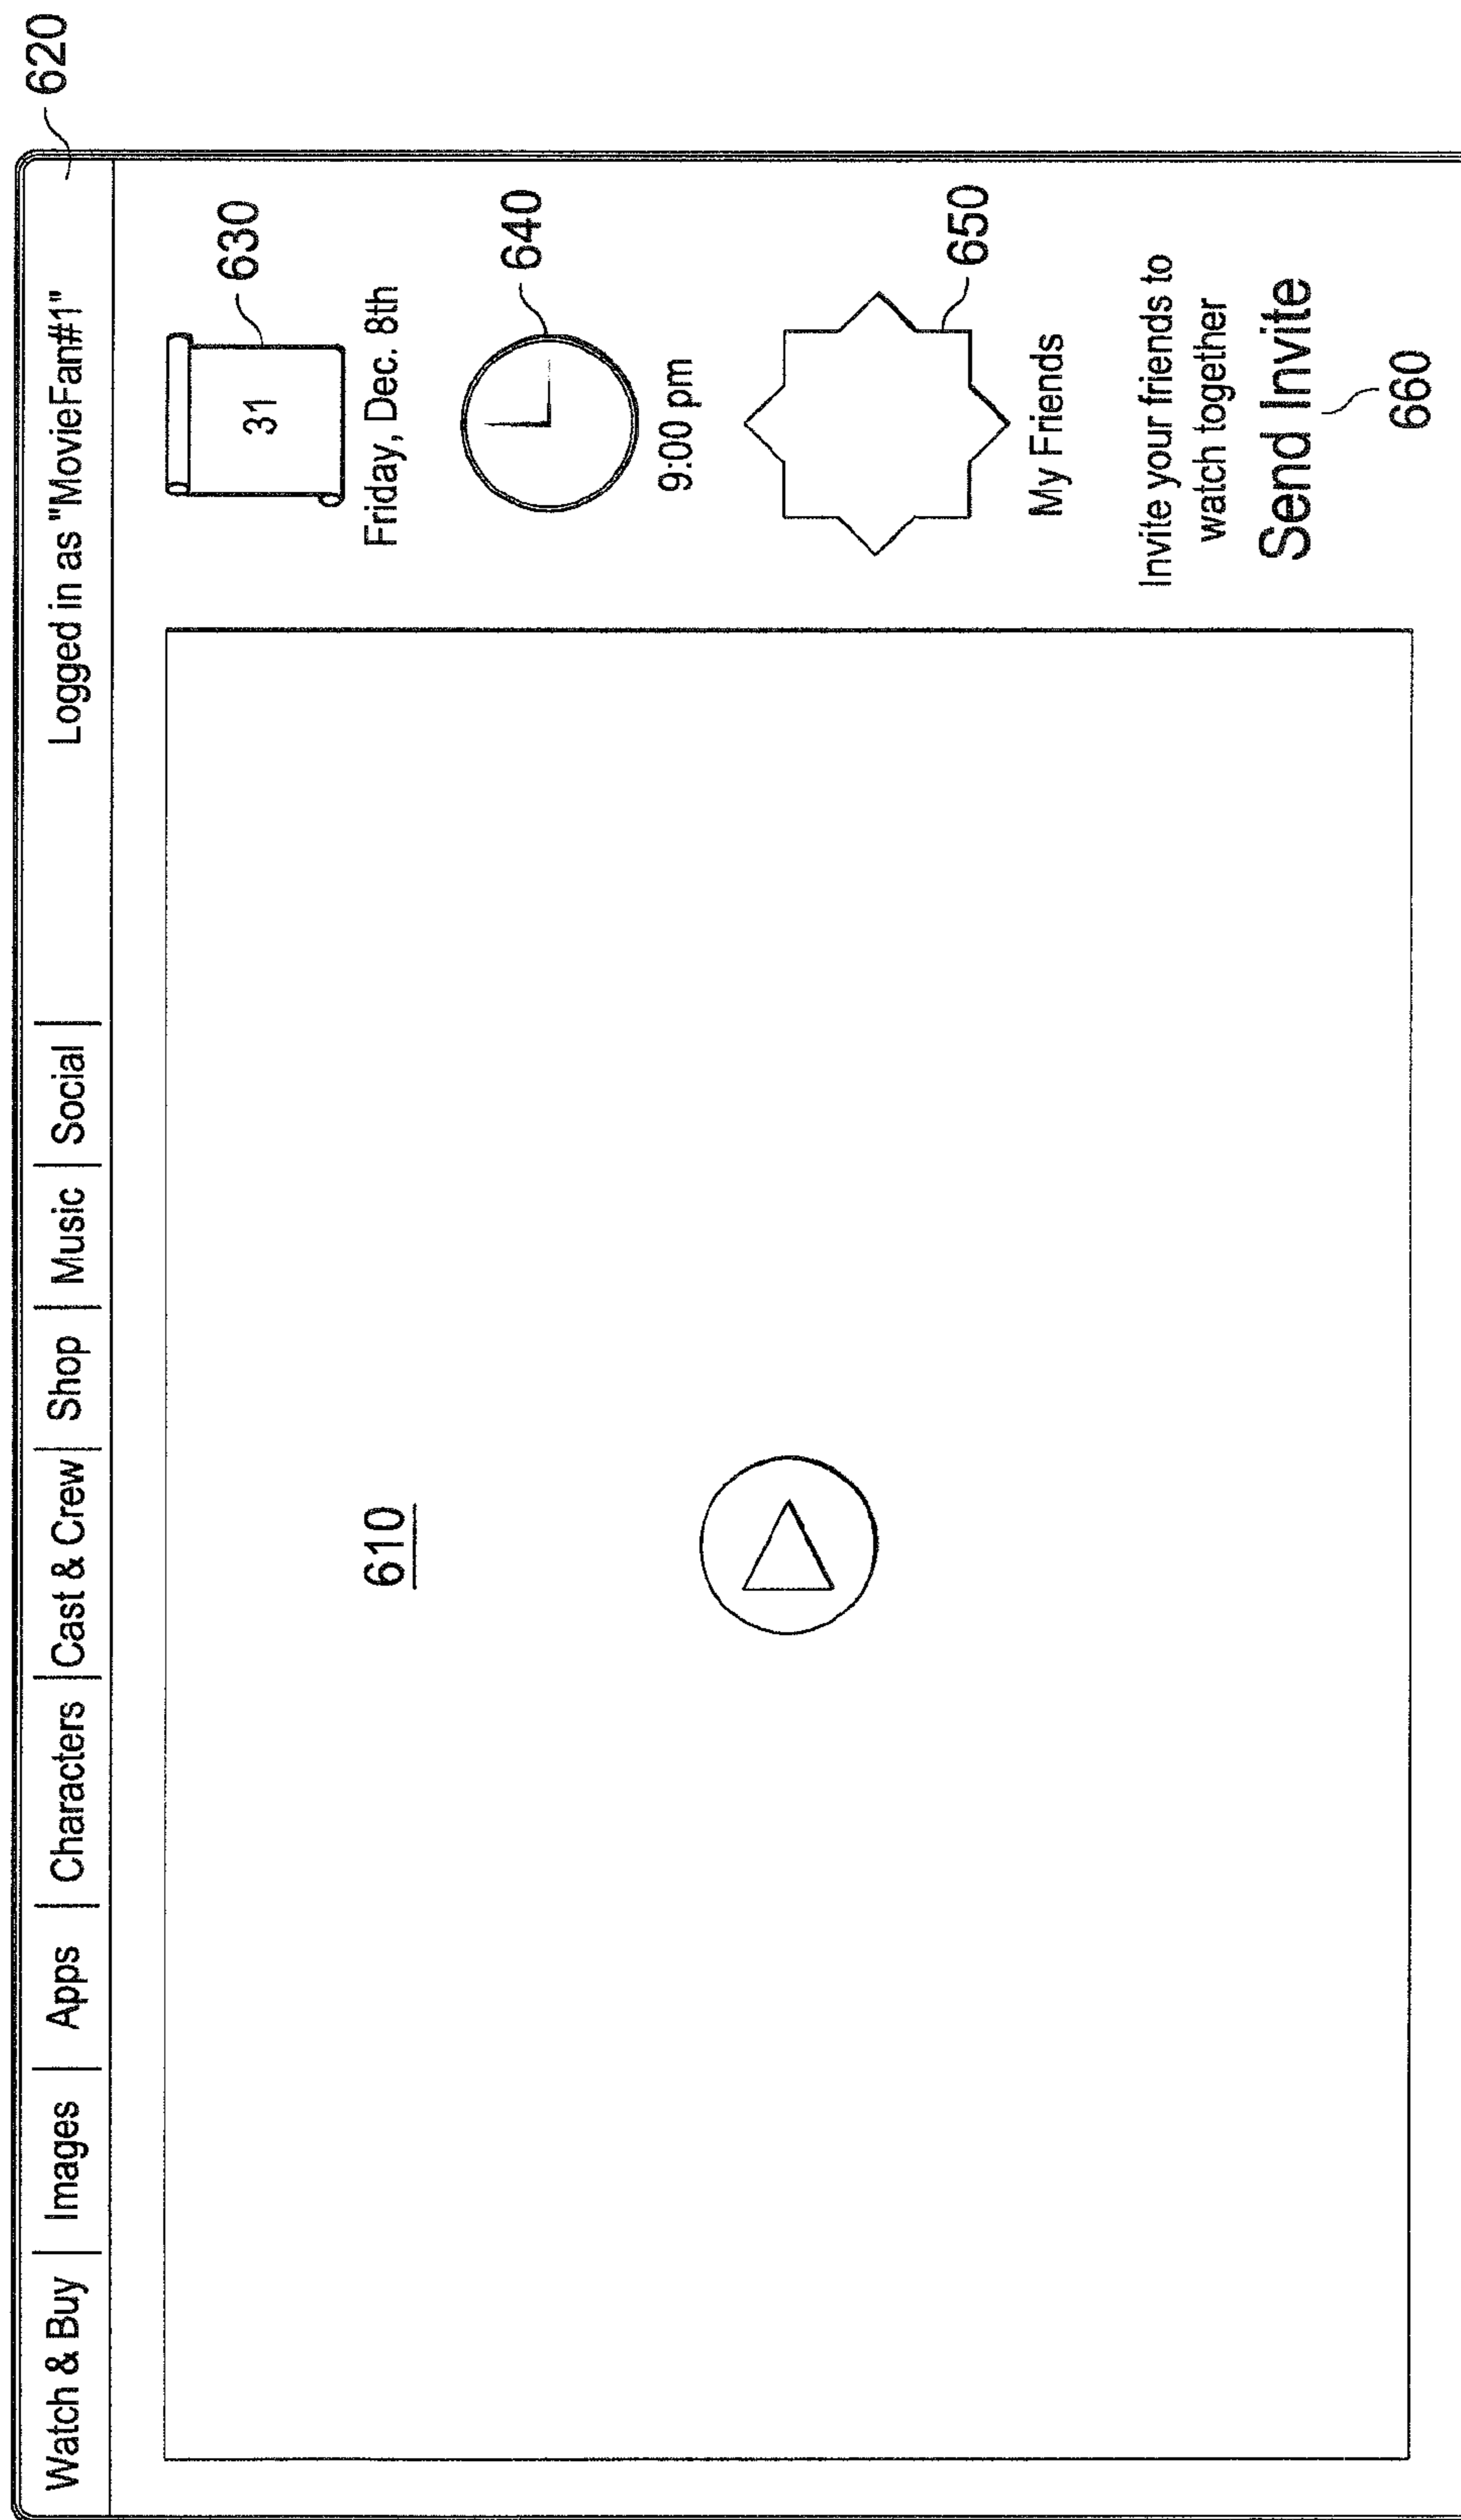 620
Watch & Buy | Images | Apps | Characters | Cast & Crew | Shop | Music | Social |
Logged in as "MovieFan#1"
610
31
630
Friday, Dec. 8th
640
9:00 pm
650
My Friends
Invite your friends to
watch together
Send Invite
660